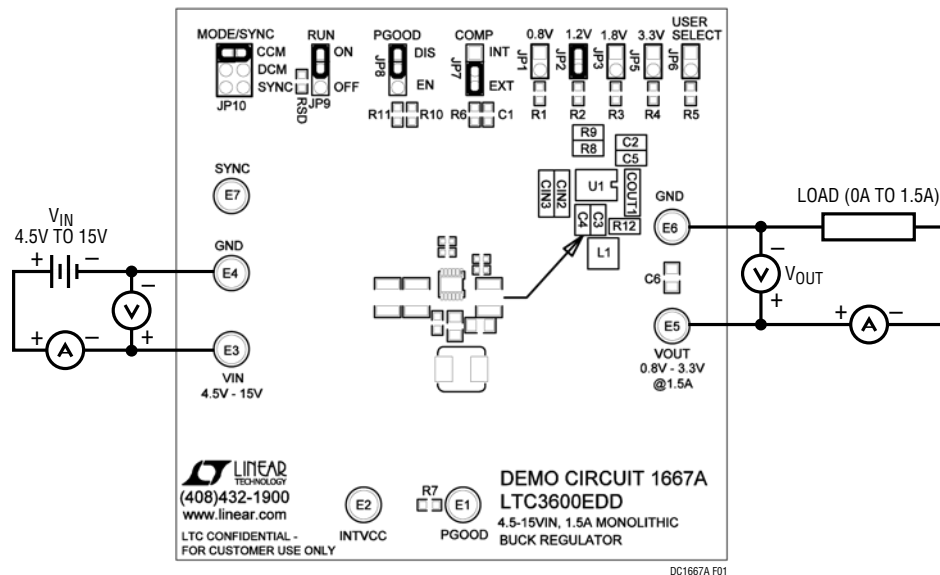 MODE/SYNC
CCM
DCM
SYNC
JP10
RUN
ON
OFF
RSD
JP9
PGOOD
DIS
EN
JP8
R11
R10
COMP
INT
EXT
JP7
R6
C1
0.8V
1.2V
1.8V
3.3V
USER
SELECT
JP1
JP2
JP3
JP5
JP6
R1
R2
R3
R4
R5
R9
R8
C2
C5
U1
CIN3
CIN2
COUT1
C4
C3
R12
L1
SYNC
E7
GND
E4
E3
VIN
4.5V - 15V
VIN
4.5V TO 15V
+
−
−
V
+
+
A
−
GND
E6
C6
E5
VOUT
0.8V - 3.3V
@1.5A
LOAD (0A TO 1.5A)
−
V
VOUT
+
+
A
−
LINEAR
TECHNOLOGY
(408)432-1900
www.linear.com
LTC CONFIDENTIAL -
FOR CUSTOMER USE ONLY
E2
INTVCC
R7
E1
PGOOD
DEMO CIRCUIT 1667A
LTC3600EDD
4.5-15VIN, 1.5A MONOLITHIC
BUCK REGULATOR
DC1667A F01